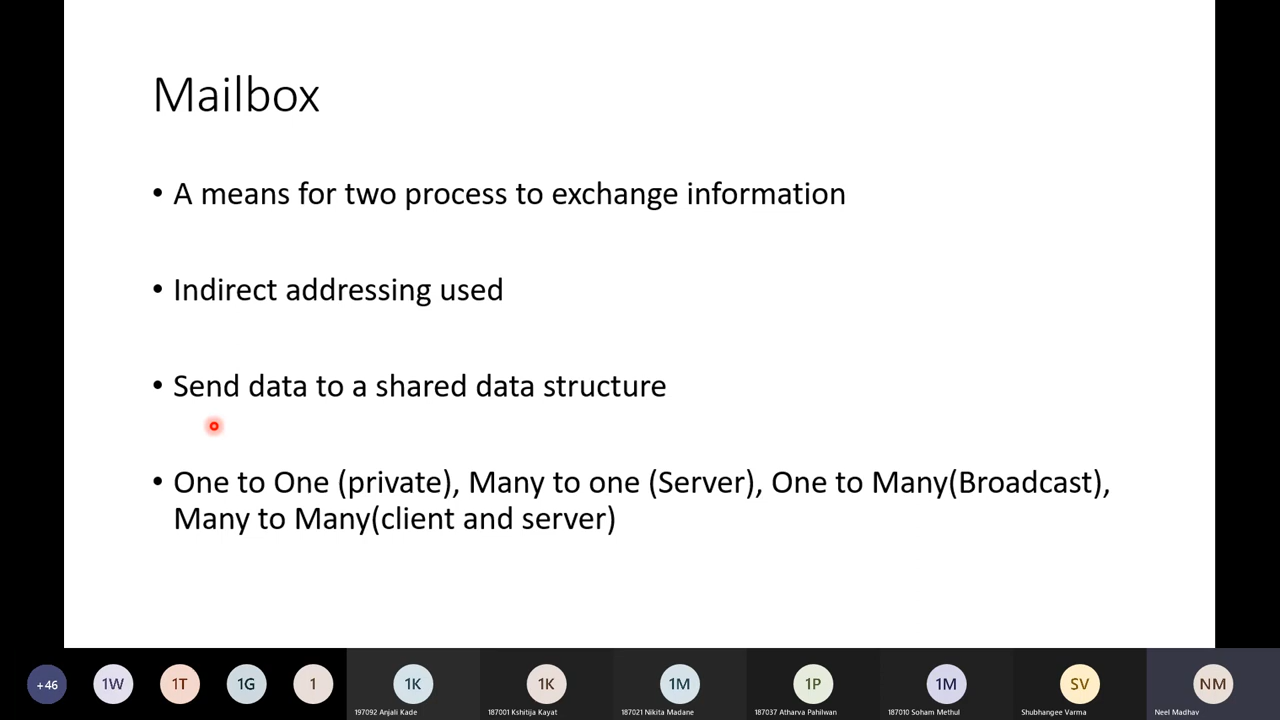 Mailbox
• A means for two process to exchange information
• Indirect addressing used
• Send data to a shared data structure
• One to One (private), Many to one (Server), One to Many(Broadcast),
Many to Many(client and server)
+46
1W
1T
1G
1
1K
1K
1M
1P
1M
SV
NM
197092 Anjali Kade
187001 Kshitija Kayat
187021 Nikita Madane
187037 Atharva Pahilwan
187010 Soham Methul
Shubhangee Varma
Neel Madhav